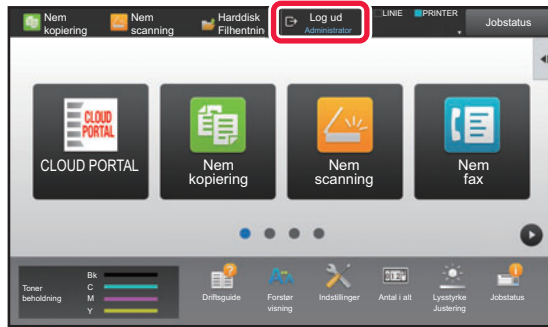 Nem
kopiering
Nem
scanning
Harddisk
Filhentnin
Log ud
Administrator
LINIE
PRINTER
Jobstatus
CLOUD
PORTAL
CLOUD PORTAL
Nem
kopiering
Nem
scanning
Nem
fax
Toner
beholdning
Bk
C
M
Y
Driftsguide
Forstør
visning
Indstillinger
Antal i alt
Lysstyrke
Justering
Jobstatus